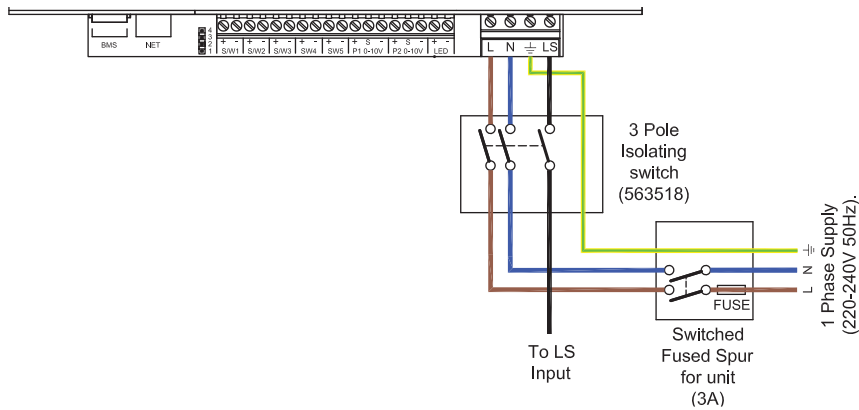 BMS
NET
4
3
2
1
+ - + - + - + - + - + S - + S - + -
S/W1 S/W2 S/W3 SW4 SW5 P1 0-10V P2 0-10V LED
L N LS
3 Pole
Isolating
switch
(563518)
N
L
1 Phase Supply
(220-240V 50Hz).
FUSE
To LS
Input
Switched
Fused Spur
for unit
(3A)